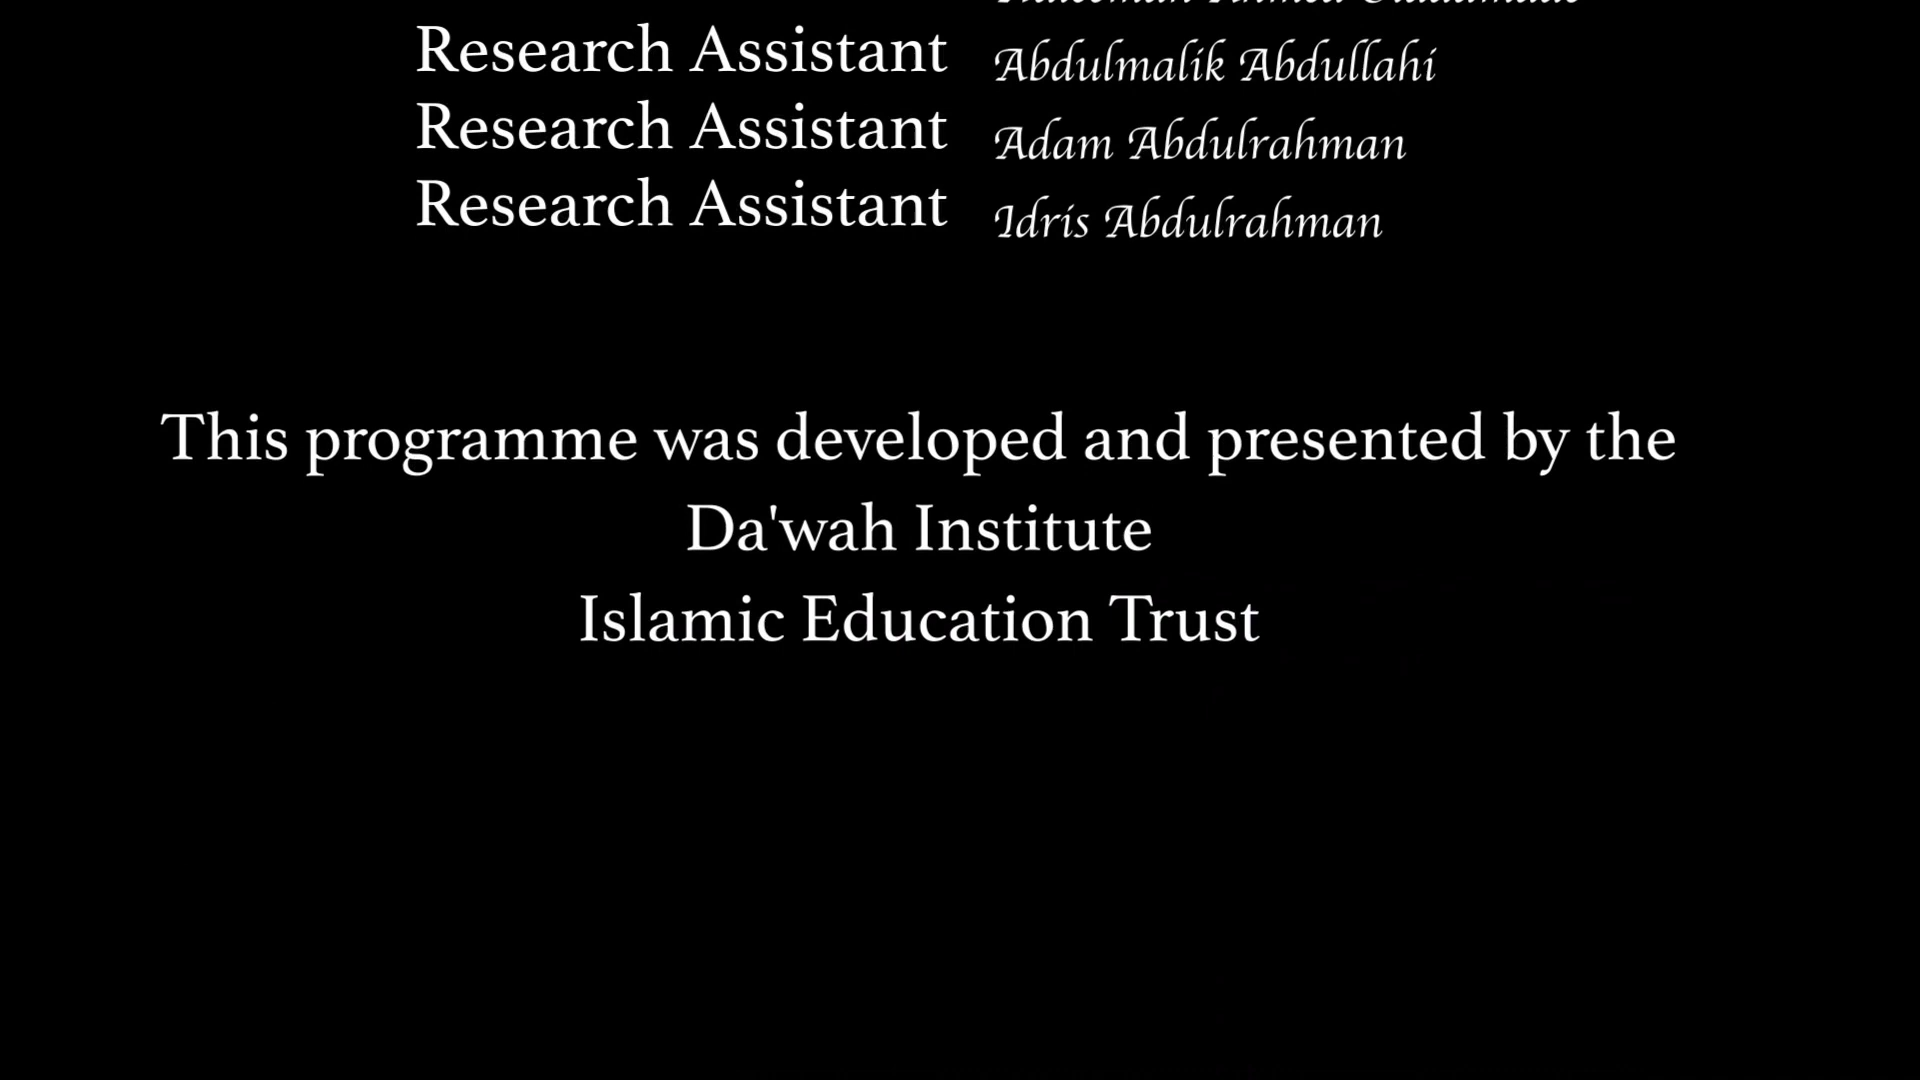 Research Assistant Abdulmalik Abdullahi
Research Assistant Adam Abdulrahman
Research Assistant Idris Abdulrahman
This programme was developed and presented by the
Da'wah Institute
Islamic Education Trust